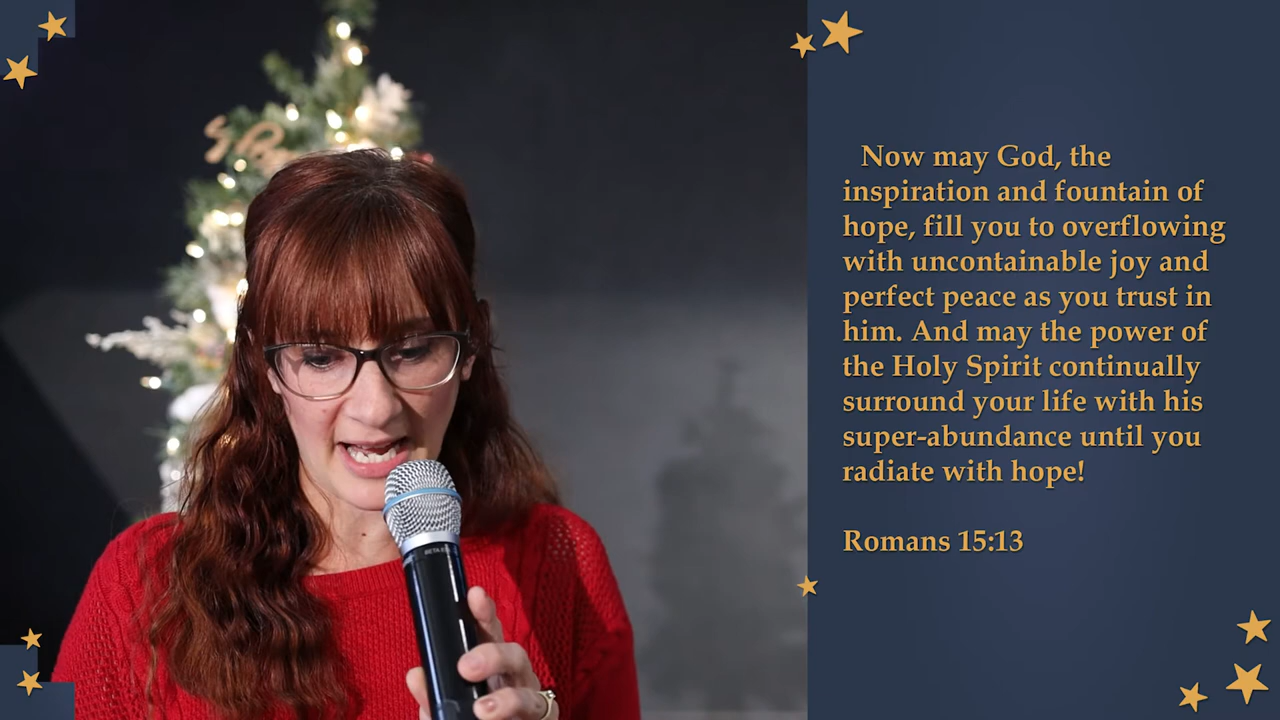 Now may God, the
inspiration and fountain of
hope, fill you to overflowing
with uncontainable joy and
perfect peace as you trust in
him. And may the power of
the Holy Spirit continually
surround your life with his
super-abundance until you
radiate with hope!
Romans 15:13
BETA